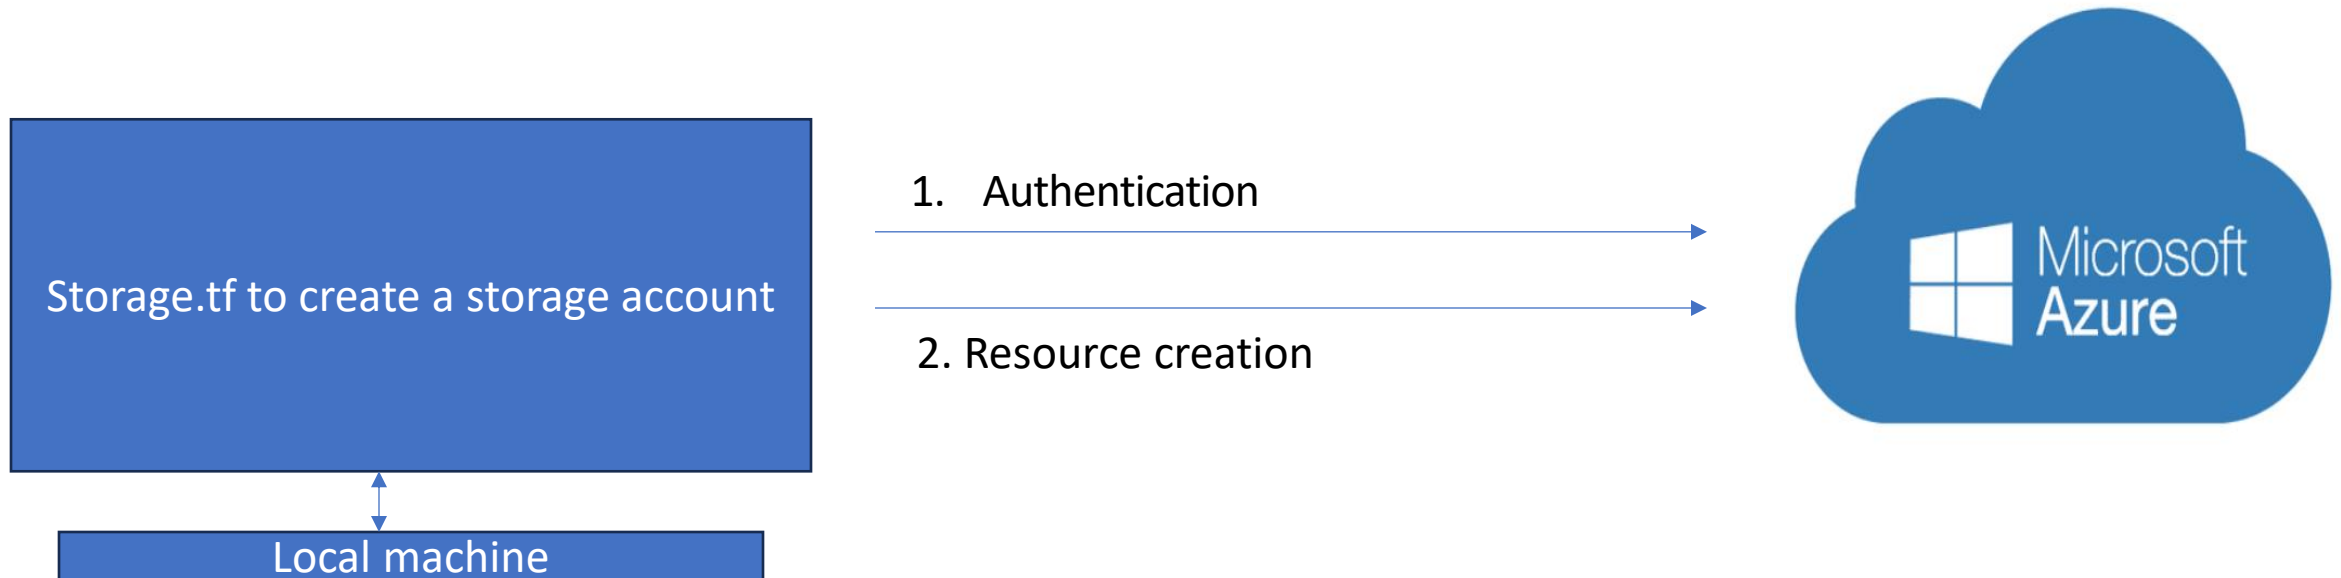 Storage.tf to create a storage account
1. Authentication
2. Resource creation
Microsoft
Azure
Local machine